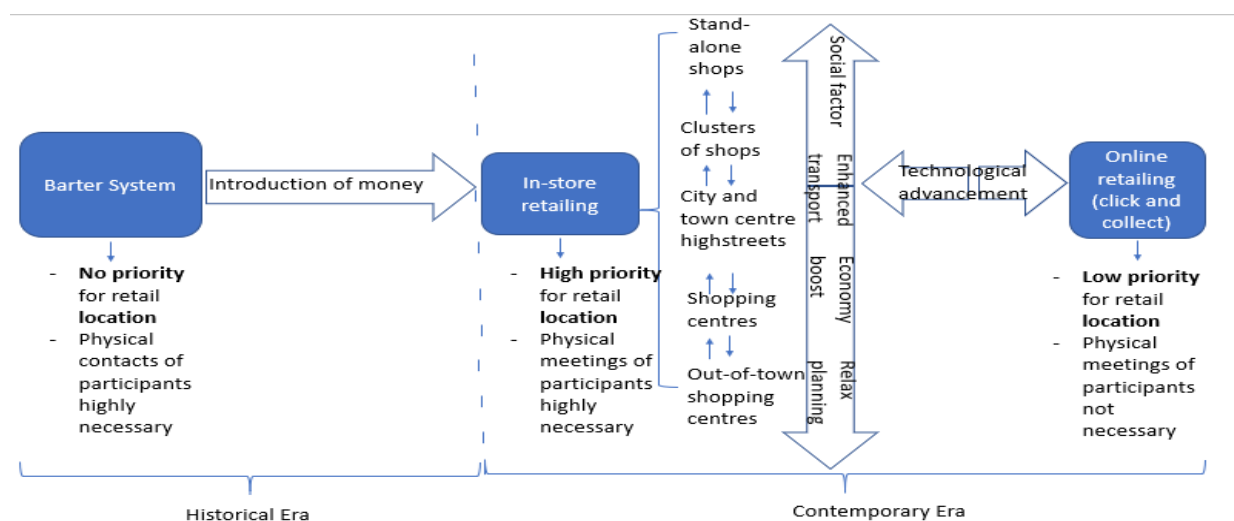 Barter System
Introduction of money
- No priority
for retail
location
- Physical
contacts of
participants
highly
necessary
Historical Era
In-store
retailing
- High priority
for retail
location
- Physical
meetings of
participants
highly
necessary
Stand-
alone
shops
Clusters
of shops
City and
town centre
highstreets
Shopping
centres
Out-of-town
shopping
centres
Social factor
Enhanced
transport
Economy
boost
Relax
planning
Technological
advancement
Online
retailing
(click and
collect)
- Low priority
for retail
location
- Physical
meetings of
participants
not
necessary
Contemporary Era